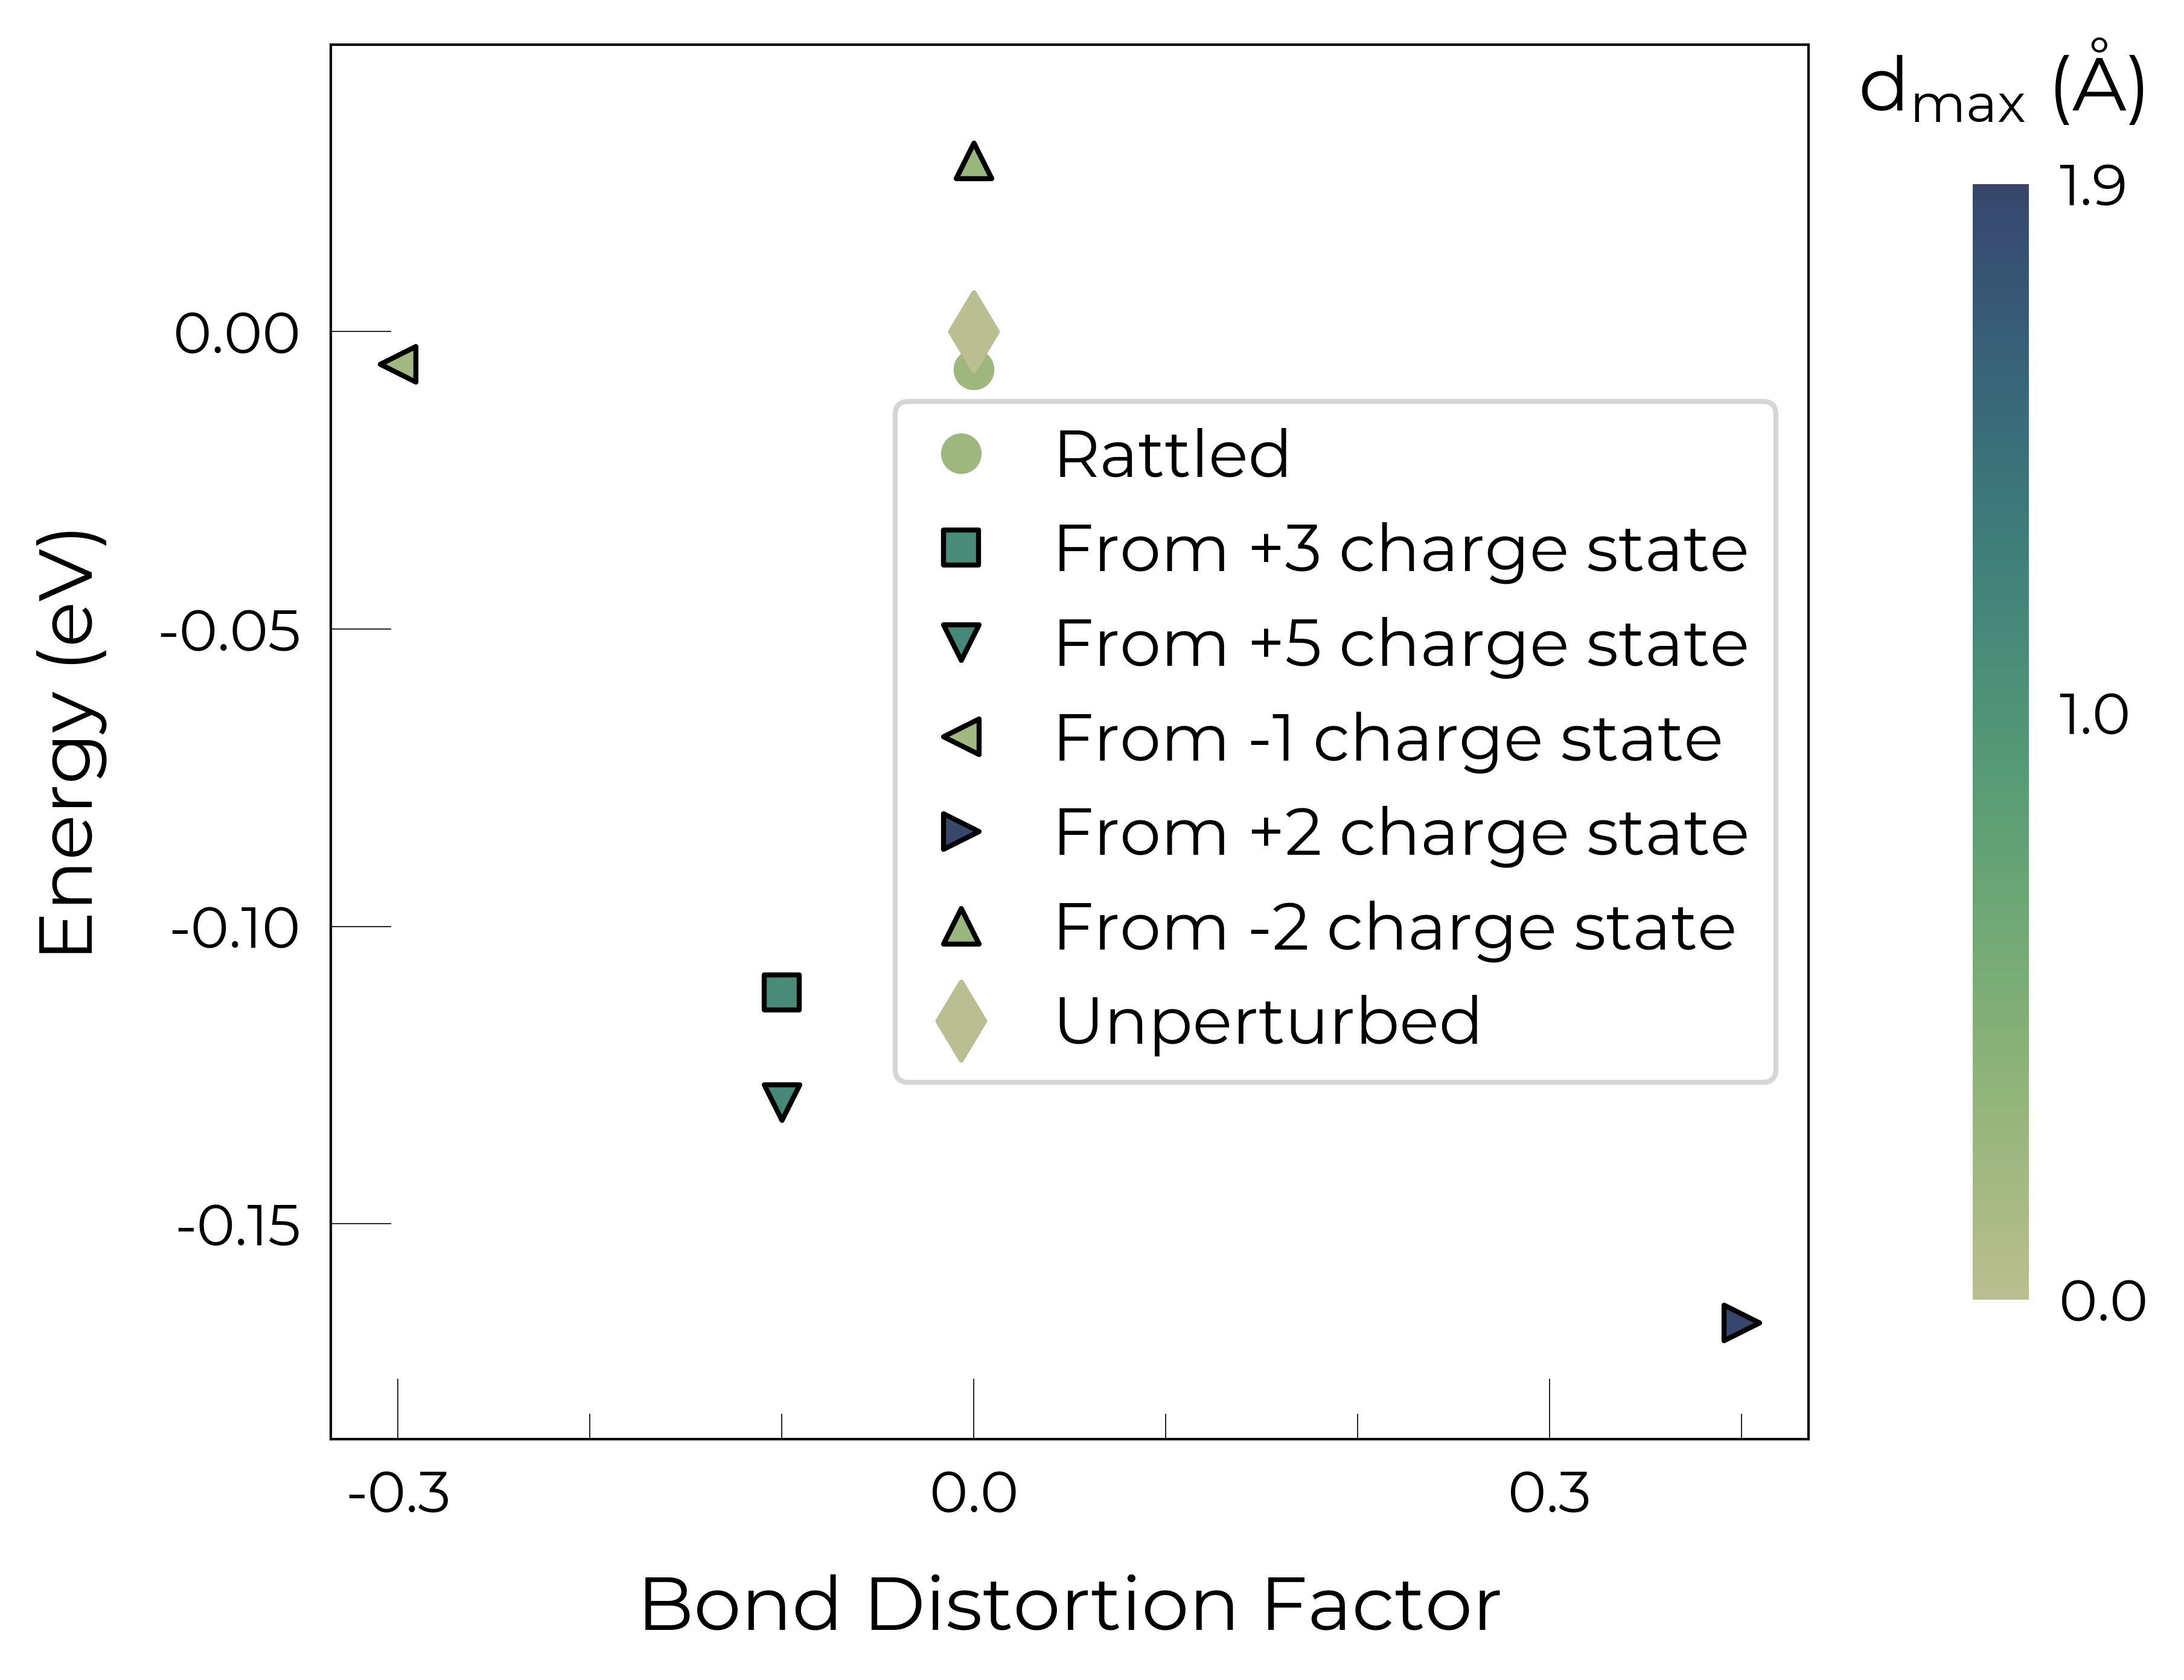 d_max (Å)
1.9
1.0
0.0
Energy (eV)
0.00
-0.05
-0.10
-0.15
Rattled
From +3 charge state
From +5 charge state
From -1 charge state
From +2 charge state
From -2 charge state
Unperturbed
-0.3
0.0
0.3
Bond Distortion Factor